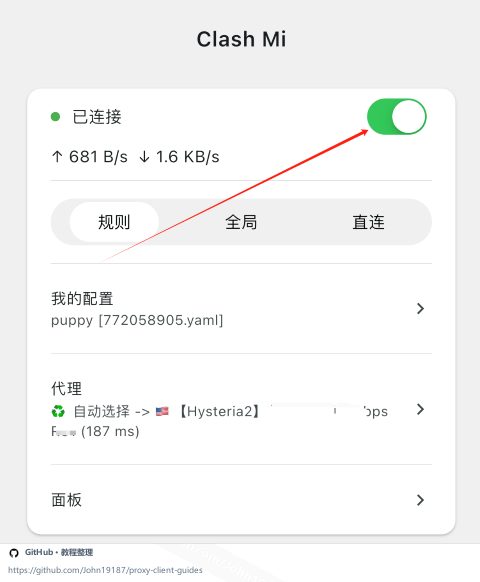 Clash Mi
已连接
↑ 681 B/s ↓ 1.6 KB/s
规则 全局 直连
我的配置
puppy [772058905.yaml]
代理
♻ 自动选择 -> 🇺🇸【Hysteria2】
(187 ms)
面板
GitHub • 教程整理
https://github.com/John19187/proxy-client-guides